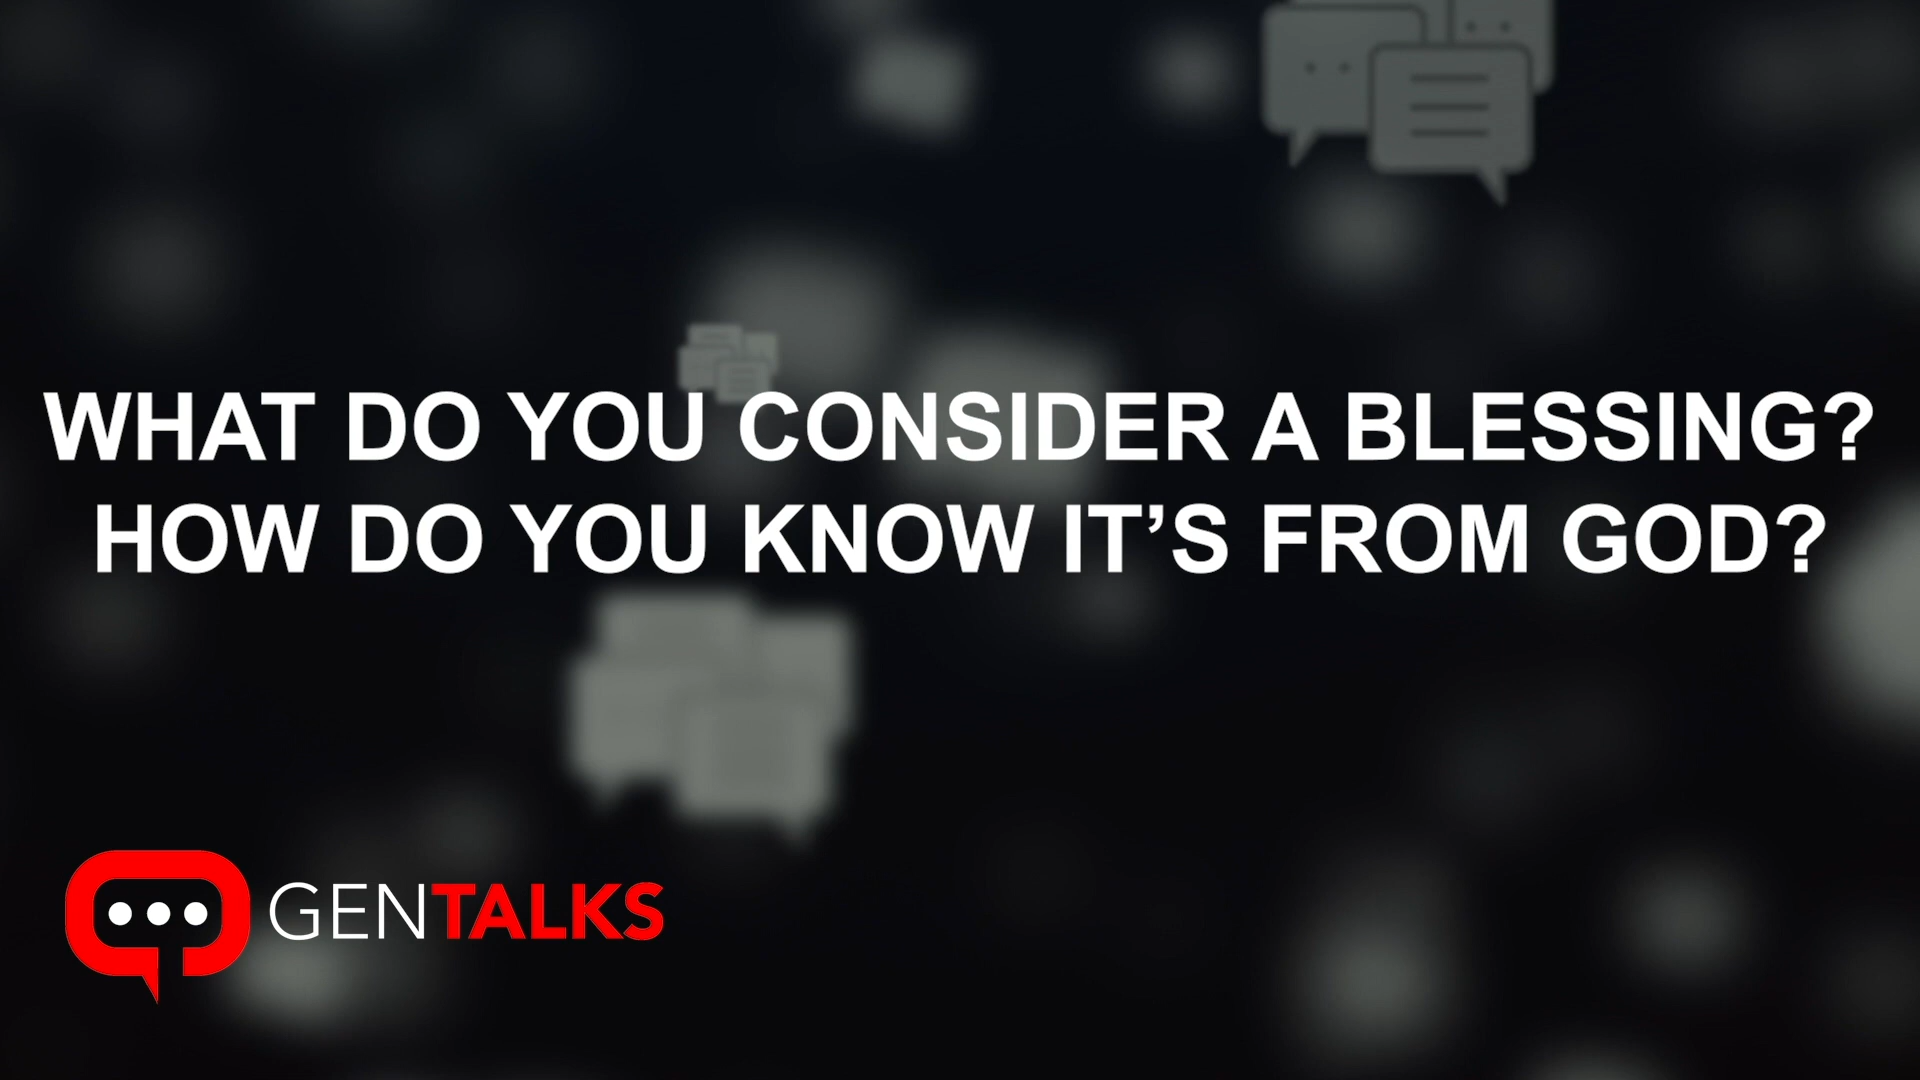 WHAT DO YOU CONSIDER A BLESSING?
HOW DO YOU KNOW IT’S FROM GOD?
GENTALKS